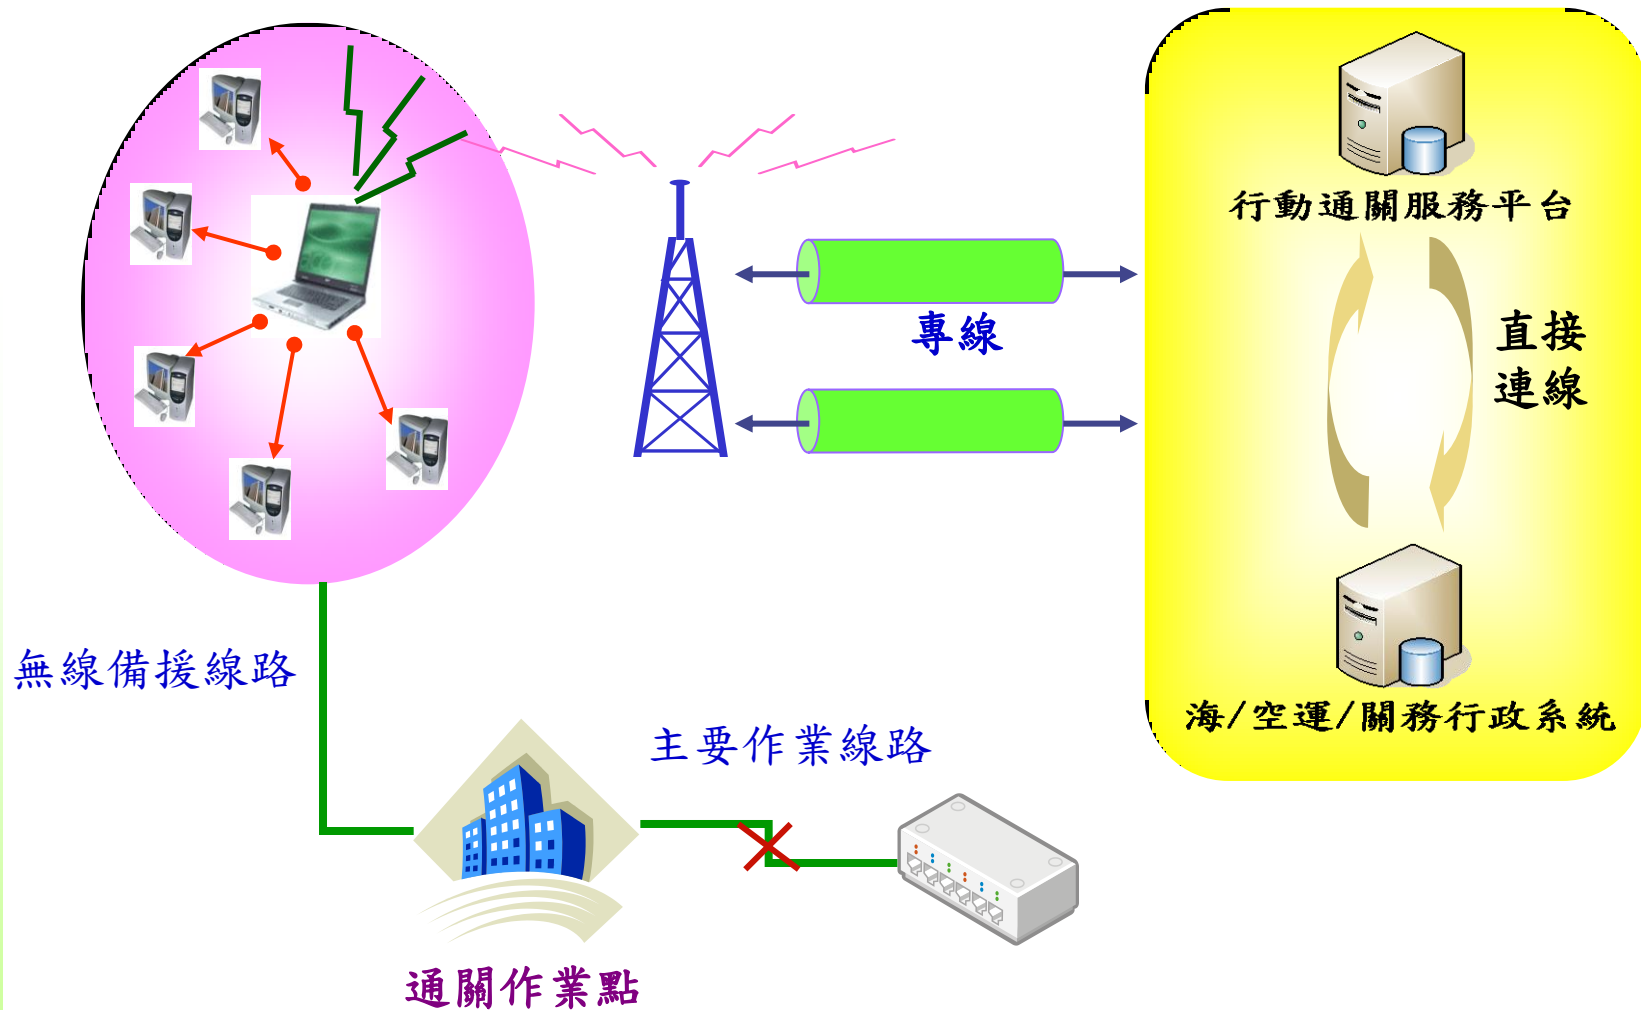 行動通關服務平台
專線
直接
連線
無線備援線路
主要作業線路
海/空運/關務行政系統
通關作業點